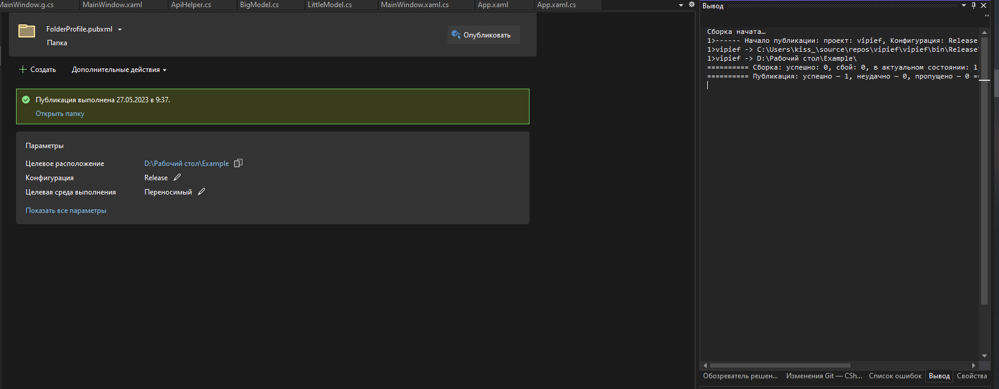 MainWindow.g.cs MainWindow.xaml ApiHelper.cs BigModel.cs LittleModel.cs MainWindow.xaml.cs App.xaml App.xaml.cs
FolderProfile.pubxml
Папка
Опубликовать
Создать Дополнительные действия
Публикация выполнена 27.05.2023 в 9:37.
Открыть папку
Параметры
Целевое расположение D:\Рабочий стол\Example
Конфигурация Release
Целевая среда выполнения Переносимый
Показать все параметры
Вывод
Сборка начата…
1>------ Начало публикации: проект: vipief, Конфигурация: Release
1>vipief -> C:\Users\kiss_\source\repos\vipief\vipief\bin\Release\
1>vipief -> D:\Рабочий стол\Example\
========== Сборка: успешно: 0, сбой: 0, в актуальном состоянии: 1,
========== Публикация: успешно — 1, неудачно — 0, пропущено — 0 ==
Обозреватель решен... Изменения Git — CSh... Список ошибок Вывод Свойства